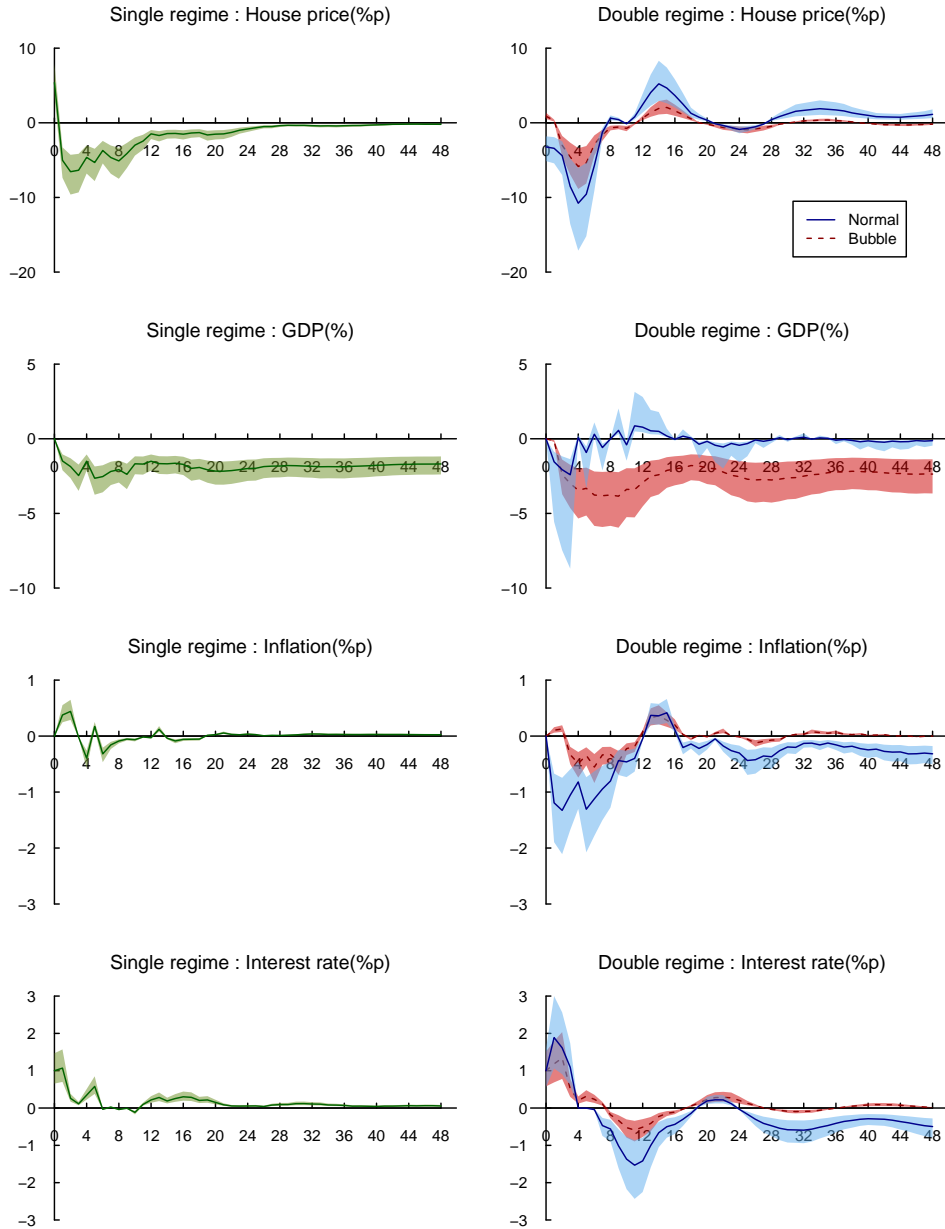 Single regime : House price(%p)
10
0
−10
−20
0 4 8 12 16 20 24 28 32 36 40 44 48
Double regime : House price(%p)
10
0
−10
−20
0 4 8 12 16 20 24 28 32 36 40 44 48
Normal
Bubble
Single regime : GDP(%)
5
0
−5
−10
0 4 8 12 16 20 24 28 32 36 40 44 48
Double regime : GDP(%)
5
0
−5
−10
0 4 8 12 16 20 24 28 32 36 40 44 48
Single regime : Inflation(%p)
1
0
−1
−2
−3
0 4 8 12 16 20 24 28 32 36 40 44 48
Double regime : Inflation(%p)
1
0
−1
−2
−3
0 4 8 12 16 20 24 28 32 36 40 44 48
Single regime : Interest rate(%p)
3
2
1
0
−1
−2
−3
0 4 8 12 16 20 24 28 32 36 40 44 48
Double regime : Interest rate(%p)
3
2
1
0
−1
−2
−3
0 4 8 12 16 20 24 28 32 36 40 44 48